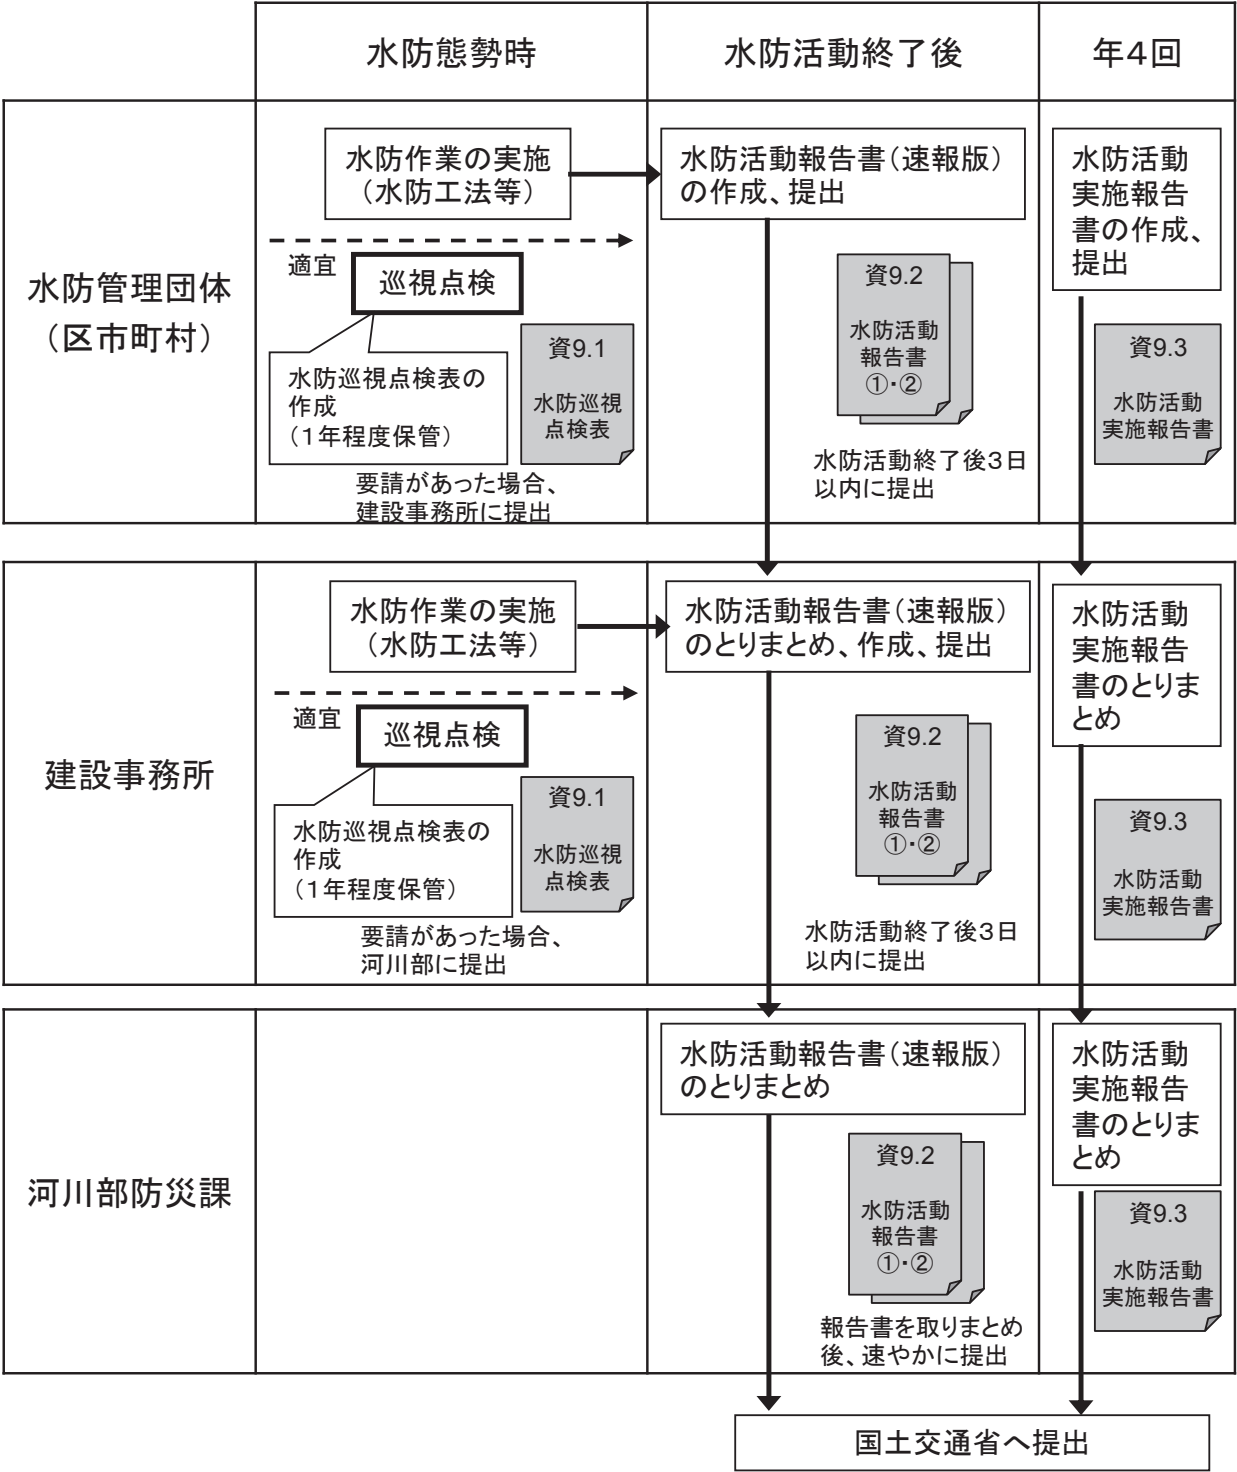 水防態勢時
水防活動終了後
年4回
水防管理団体
(区市町村)
水防作業の実施
(水防工法等)
適宜
巡視点検
水防巡視点検表の
作成
(1年程度保管)
資9.1
水防巡視
点検表
要請があった場合、
建設事務所に提出
水防活動報告書(速報版)
の作成、提出
資9.2
水防活動
報告書
①・②
水防活動終了後3日
以内に提出
水防活動
実施報告
書の作成、
提出
資9.3
水防活動
実施報告書
建設事務所
水防作業の実施
(水防工法等)
適宜
巡視点検
水防巡視点検表の
作成
(1年程度保管)
資9.1
水防巡視
点検表
要請があった場合、
河川部に提出
水防活動報告書(速報版)
のとりまとめ、作成、提出
資9.2
水防活動
報告書
①・②
水防活動終了後3日
以内に提出
水防活動
実施報告
書のとりま
とめ
資9.3
水防活動
実施報告書
河川部防災課
水防活動報告書(速報版)
のとりまとめ
資9.2
水防活動
報告書
①・②
報告書を取りまとめ
後、速やかに提出
水防活動
実施報告
書のとりま
とめ
資9.3
水防活動
実施報告書
国土交通省へ提出